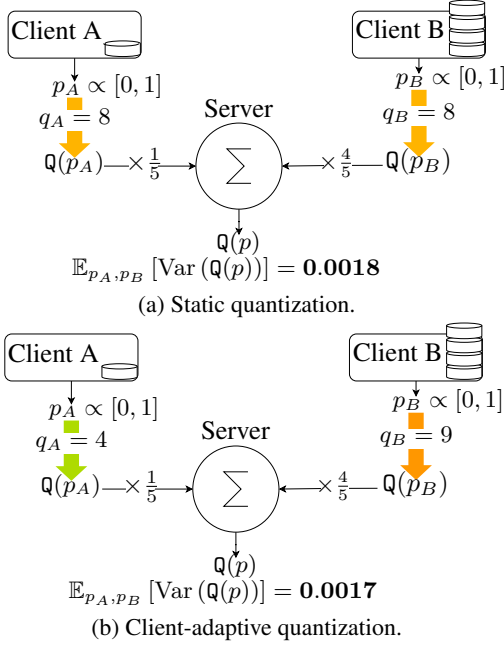 Client A
Client B
p_A ∝ [0, 1]
p_B ∝ [0, 1]
q_A = 8
Server
q_B = 8
Q(p_A) × 1/5
∑
× 4/5 Q(p_B)
Q(p)
𝔼_{p_A, p_B} [Var (Q(p))] = 0.0018
(a) Static quantization.
Client A
Client B
p_A ∝ [0, 1]
p_B ∝ [0, 1]
q_A = 4
Server
q_B = 9
Q(p_A) × 1/5
∑
× 4/5 Q(p_B)
Q(p)
𝔼_{p_A, p_B} [Var (Q(p))] = 0.0017
(b) Client-adaptive quantization.